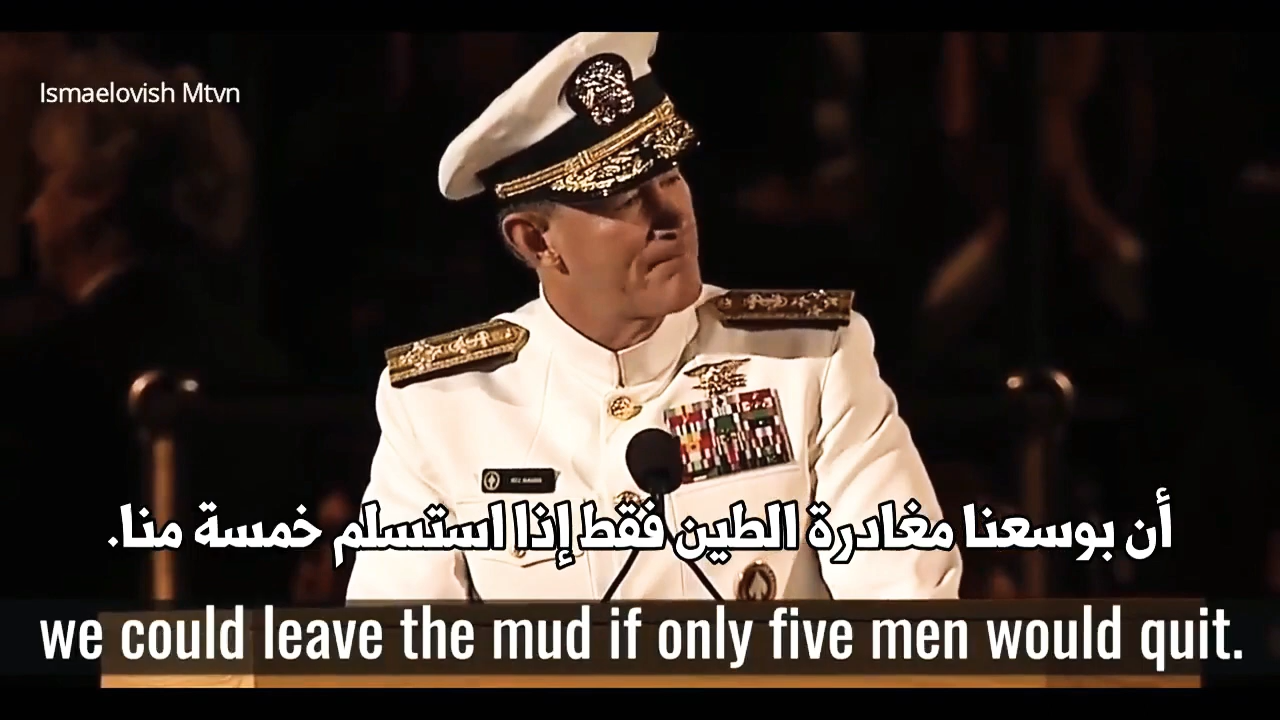 Ismaelovish Mtvn
أن بوسعنا مغادرة الطين فقط إذا استسلم خمسة منا.
we could leave the mud if only five men would quit.